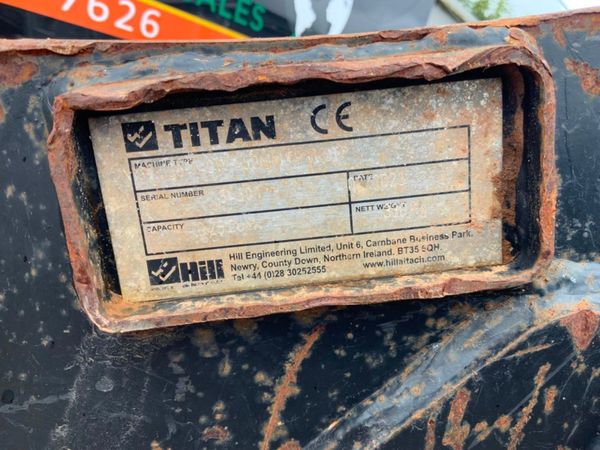 7626
SALES
TITAN CE
MACHINE TYPE
SERIAL NUMBER
DATE
CAPACITY
NETT WEIGHT
Hill
Hill Engineering Limited, Unit 6, Carnbane Business Park,
Newry, County Down, Northern Ireland. BT35 6QH.
Tel +44 (0)28 30252555 www.hillattach.com